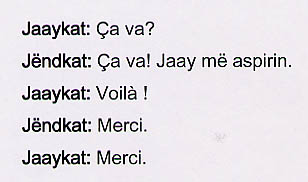 Jaaykat: Ça va?
Jëndkat: Ça va! Jaay më aspirin.
Jaaykat: Voilà !
Jëndkat: Merci.
Jaaykat: Merci.